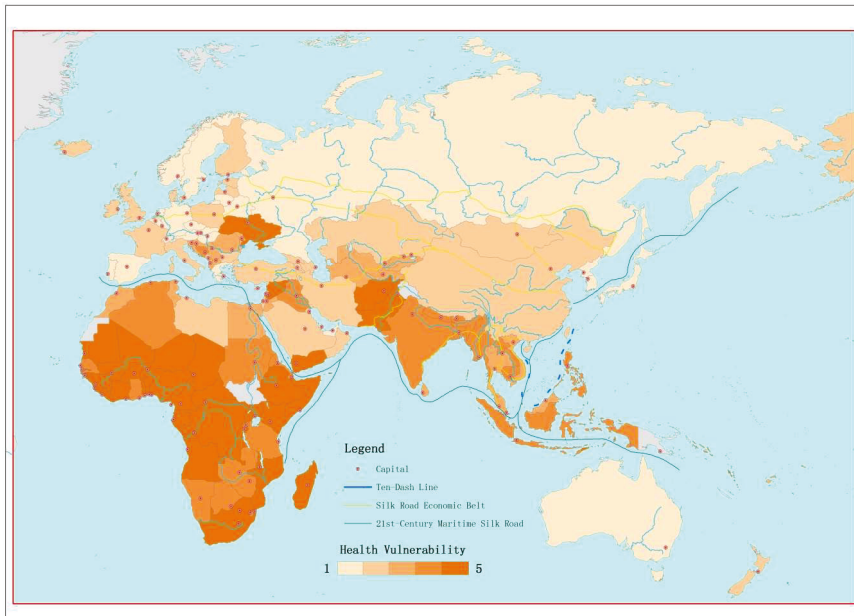 Legend
Capital
Ten-Dash Line
Silk Road Economic Belt
21st-Century Maritime Silk Road
Health Vulnerability
1 5